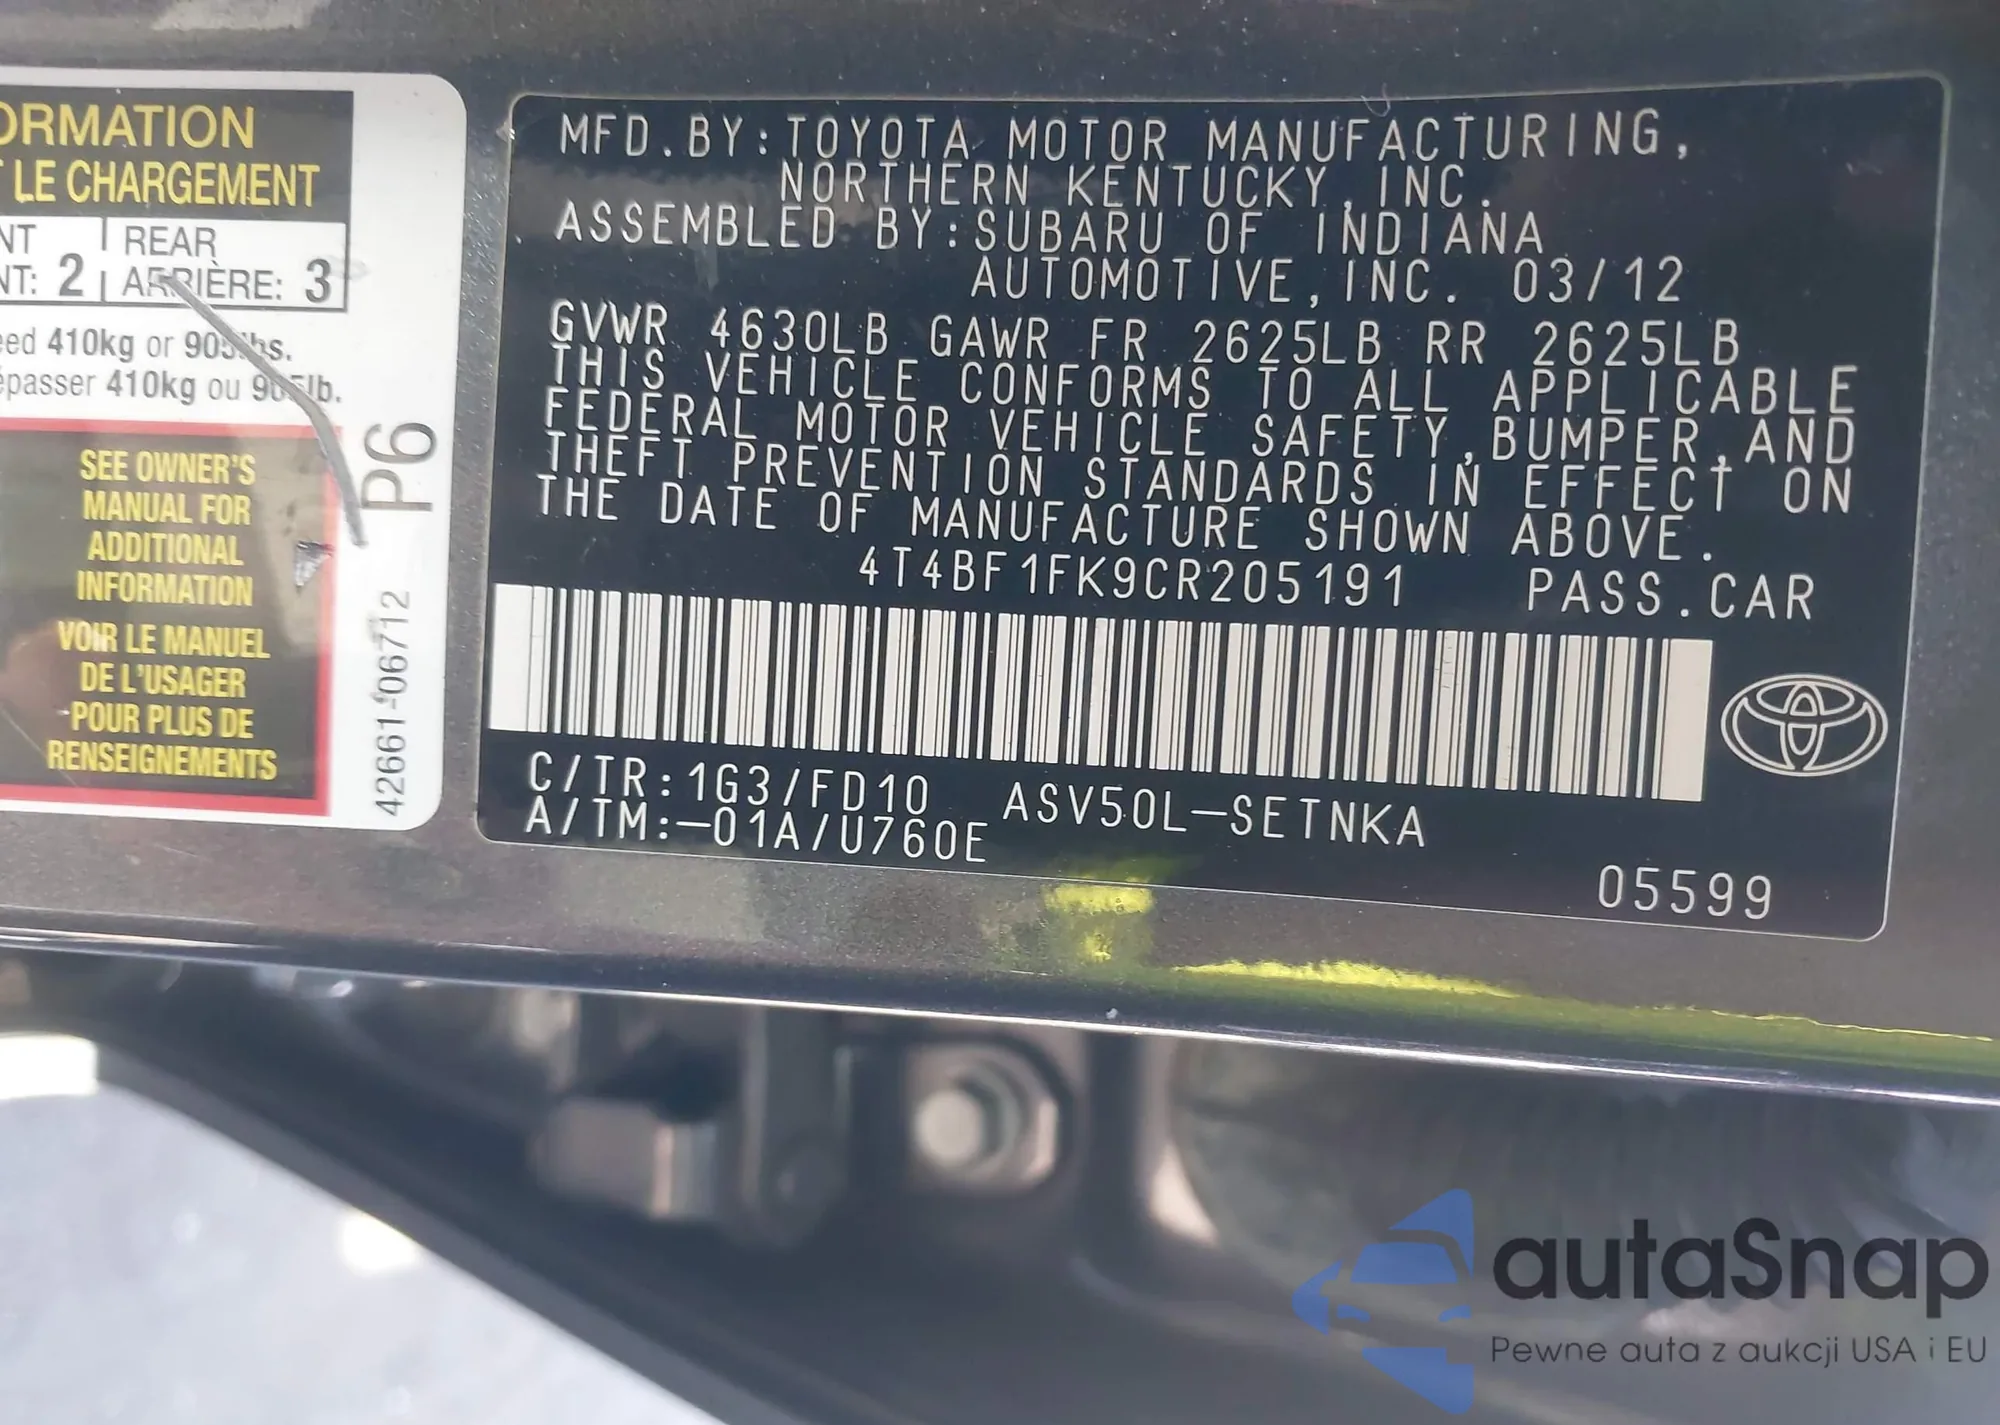 ORMATION
T LE CHARGEMENT
NT
REAR
NT: 2
ARRIÈRE: 3
eed 410kg or 905lbs.
épasser 410kg ou 905lb.
SEE OWNER'S
MANUAL FOR
ADDITIONAL
INFORMATION
VOIR LE MANUEL
DE L'USAGER
POUR PLUS DE
RENSEIGNEMENTS
P6
42661-06712
MFD.BY:TOYOTA MOTOR MANUFACTURING,
NORTHERN KENTUCKY,INC.
ASSEMBLED BY:SUBARU OF INDIANA
AUTOMOTIVE,INC. 03/12
GVWR 4630LB GAWR FR 2625LB RR 2625LB
THIS VEHICLE CONFORMS TO ALL APPLICABLE
FEDERAL MOTOR VEHICLE SAFETY,BUMPER,AND
THEFT PREVENTION STANDARDS IN EFFECT ON
THE DATE OF MANUFACTURE SHOWN ABOVE.
4T4BF1FK9CR205191 PASS.CAR
C/TR:1G3/FD10 ASV50L-SETNKA
A/TM:-01A/U760E
05599
autaSnap
Pewne auta z aukcji USA i EU